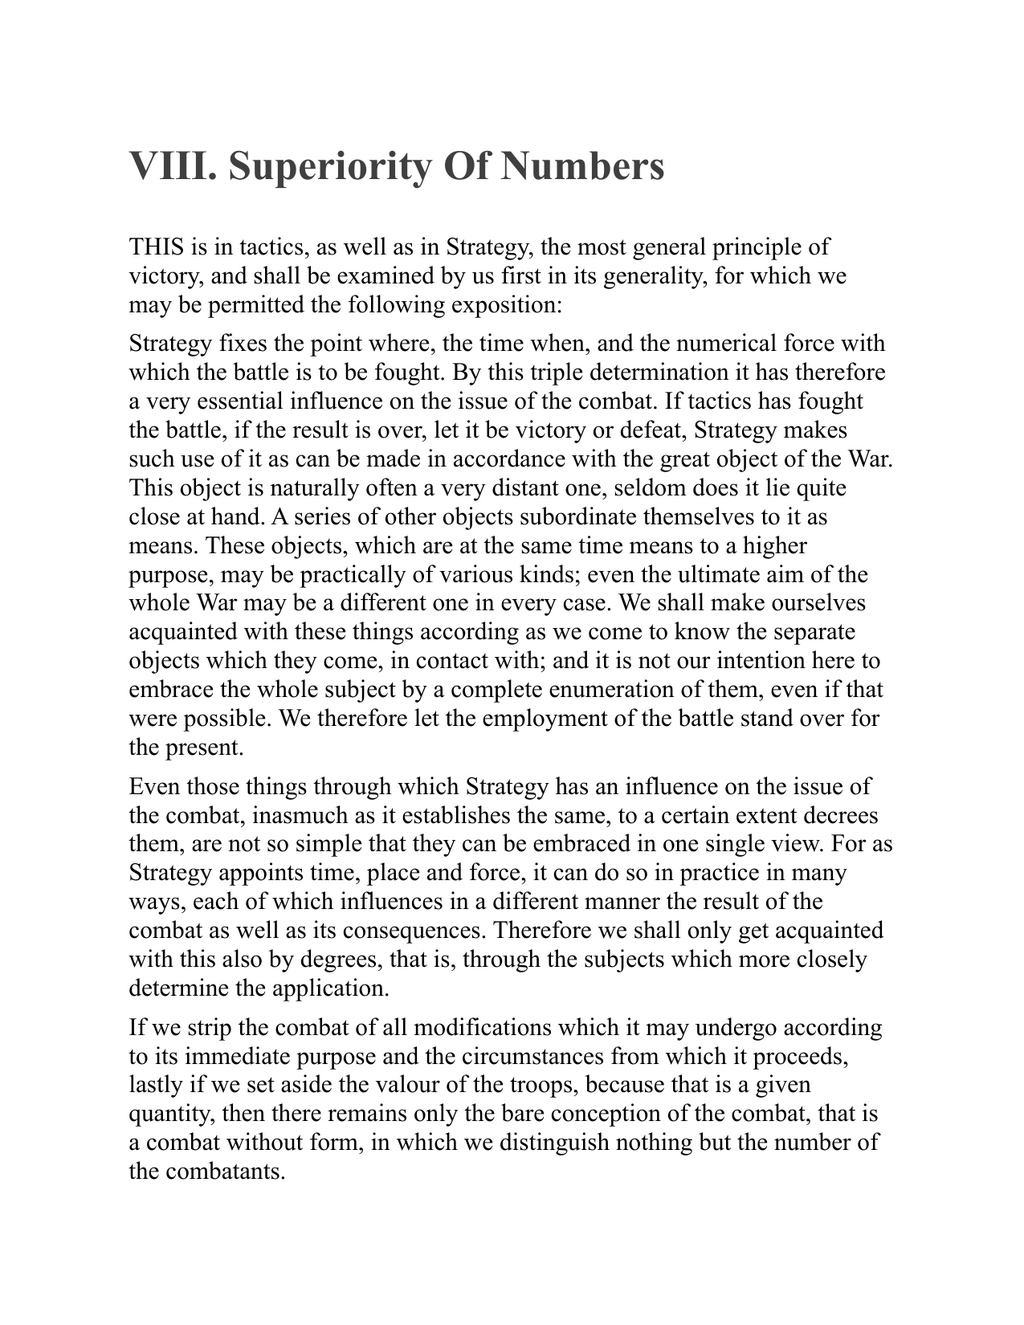 VIII. Superiority Of Numbers
THIS is in tactics, as well as in Strategy, the most general principle of
victory, and shall be examined by us first in its generality, for which we
may be permitted the following exposition:
Strategy fixes the point where, the time when, and the numerical force with
which the battle is to be fought. By this triple determination it has therefore
a very essential influence on the issue of the combat. If tactics has fought
the battle, if the result is over, let it be victory or defeat, Strategy makes
such use of it as can be made in accordance with the great object of the War.
This object is naturally often a very distant one, seldom does it lie quite
close at hand. A series of other objects subordinate themselves to it as
means. These objects, which are at the same time means to a higher
purpose, may be practically of various kinds; even the ultimate aim of the
whole War may be a different one in every case. We shall make ourselves
acquainted with these things according as we come to know the separate
objects which they come, in contact with; and it is not our intention here to
embrace the whole subject by a complete enumeration of them, even if that
were possible. We therefore let the employment of the battle stand over for
the present.
Even those things through which Strategy has an influence on the issue of
the combat, inasmuch as it establishes the same, to a certain extent decrees
them, are not so simple that they can be embraced in one single view. For as
Strategy appoints time, place and force, it can do so in practice in many
ways, each of which influences in a different manner the result of the
combat as well as its consequences. Therefore we shall only get acquainted
with this also by degrees, that is, through the subjects which more closely
determine the application.
If we strip the combat of all modifications which it may undergo according
to its immediate purpose and the circumstances from which it proceeds,
lastly if we set aside the valour of the troops, because that is a given
quantity, then there remains only the bare conception of the combat, that is
a combat without form, in which we distinguish nothing but the number of
the combatants.